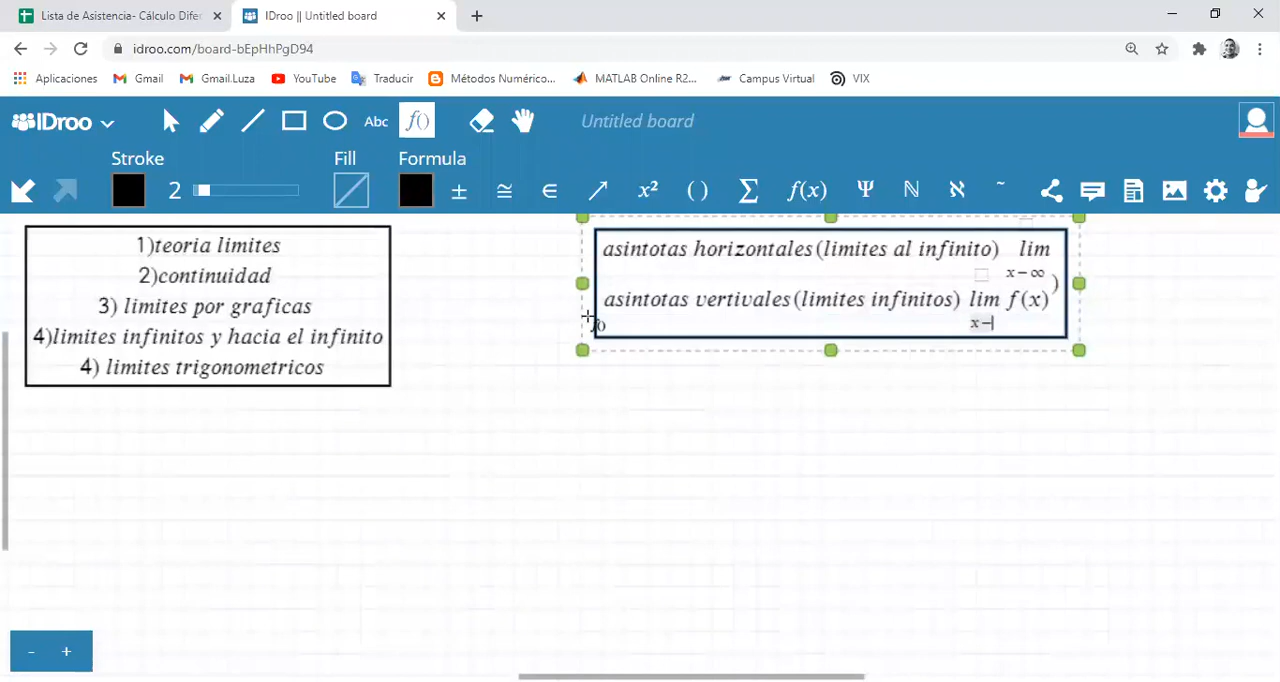 Lista de Asistencia- Cálculo Difer
IDroo || Untitled board
idroo.com/board-bEpHhPgD94
Aplicaciones Gmail Gmail.Luza YouTube Traducir Métodos Numéric... MATLAB Online R2... Campus Virtual VIX
IDroo Abc f() Untitled board
Stroke Fill Formula
2 ± ≅ ∈ x² ( ) ∑ f(x) Ψ ℕ ℵ ~
1)teoria limites
2)continuidad
3) limites por graficas
4)limites infinitos y hacia el infinito
4) limites trigonometricos
asintotas horizontales(limites al infinito) lim
x−∞ )
asintotas vertivales(limites infinitos) lim f(x)
x−
- +